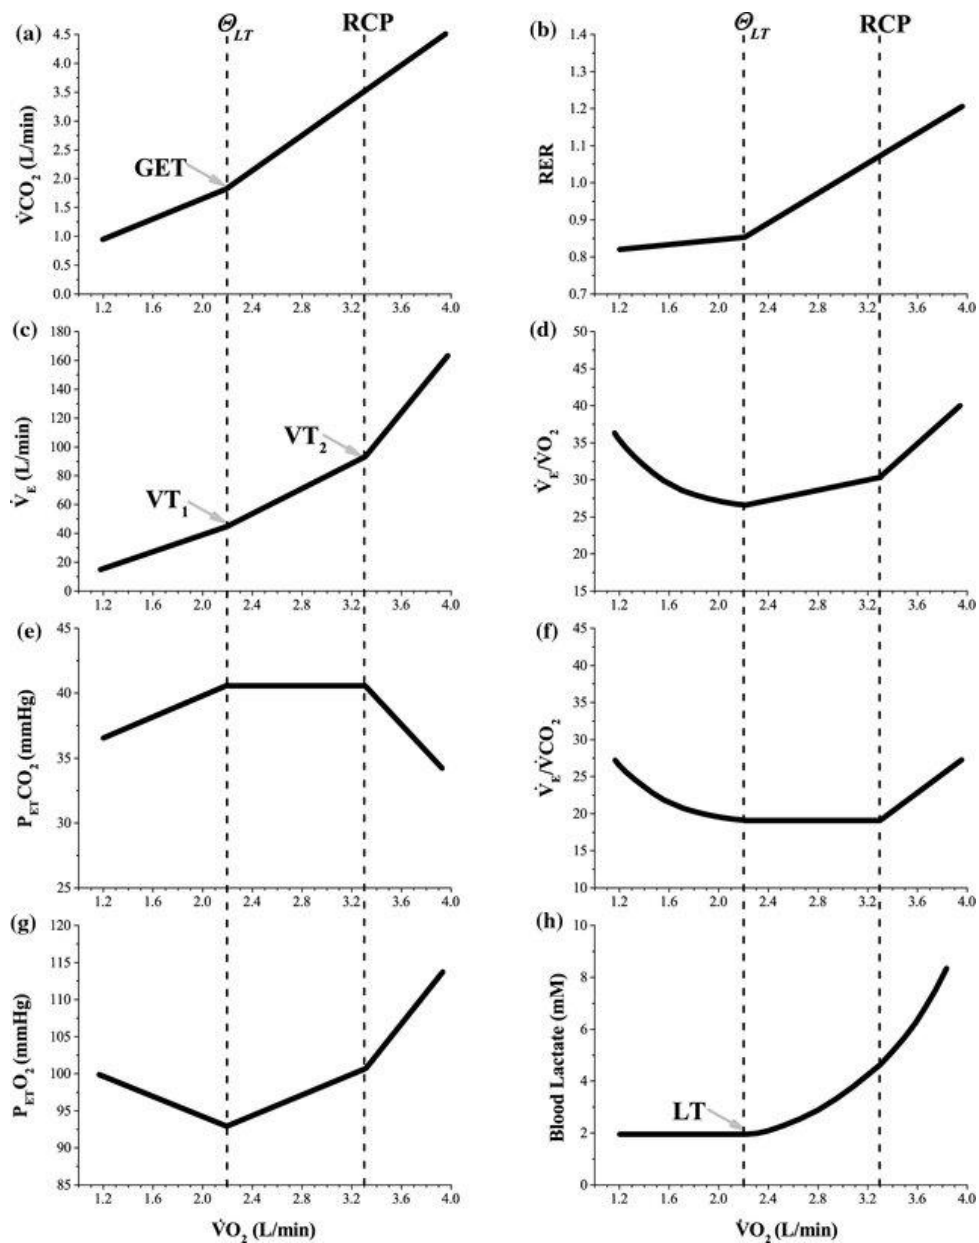 (a) Θ_LT RCP
4.5
4.0
3.5
3.0
2.5
2.0
1.5
1.0
0.5
0.0
V̇CO₂ (L/min)
GET
1.2 1.6 2.0 2.4 2.8 3.2 3.6 4.0
(b) Θ_LT RCP
1.4
1.3
1.2
1.1
1.0
0.9
0.8
0.7
RER
1.2 1.6 2.0 2.4 2.8 3.2 3.6 4.0
(c)
180
160
140
120
100
80
60
40
20
0
V̇_E (L/min)
VT₁
VT₂
1.2 1.6 2.0 2.4 2.8 3.2 3.6 4.0
(d)
50
45
40
35
30
25
20
15
V̇_E/V̇O₂
1.2 1.6 2.0 2.4 2.8 3.2 3.6 4.0
(e)
45
40
35
30
25
P_ETCO₂ (mmHg)
1.2 1.6 2.0 2.4 2.8 3.2 3.6 4.0
(f)
45
40
35
30
25
20
15
10
V̇_E/V̇CO₂
1.2 1.6 2.0 2.4 2.8 3.2 3.6 4.0
(g)
120
115
110
105
100
95
90
85
P_ETO₂ (mmHg)
1.2 1.6 2.0 2.4 2.8 3.2 3.6 4.0
V̇O₂ (L/min)
(h)
10
8
6
4
2
0
Blood Lactate (mM)
LT
1.2 1.6 2.0 2.4 2.8 3.2 3.6 4.0
V̇O₂ (L/min)